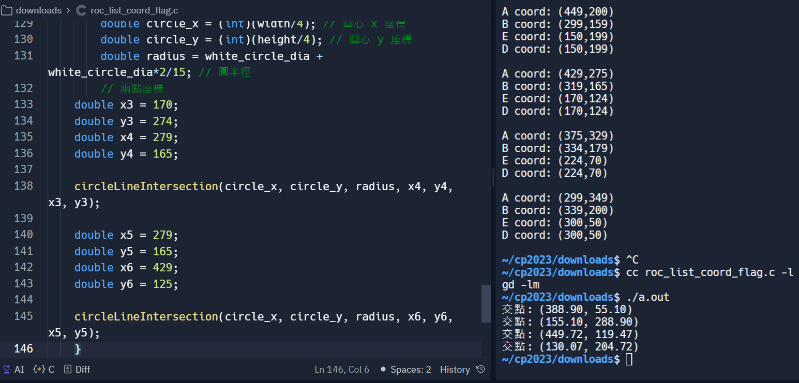 downloads > C roc_list_coord_flag.c
129 double circle_x = (int)(width/4); // 圓心 x 座標
130 double circle_y = (int)(height/4); // 圓心 y 座標
131 double radius = white_circle_dia +
white_circle_dia*2/15; // 圓半徑
132 // 兩點座標
133 double x3 = 170;
134 double y3 = 274;
135 double x4 = 279;
136 double y4 = 165;
137
138 circleLineIntersection(circle_x, circle_y, radius, x4, y4,
x3, y3);
139
140 double x5 = 279;
141 double y5 = 165;
142 double x6 = 429;
143 double y6 = 125;
144
145 circleLineIntersection(circle_x, circle_y, radius, x6, y6,
x5, y5);
146 }
AI {↔} C Diff
Ln 146, Col 6 • Spaces: 2 History
A coord: (449,200)
B coord: (299,159)
E coord: (150,199)
D coord: (150,199)
A coord: (429,275)
B coord: (319,165)
E coord: (170,124)
D coord: (170,124)
A coord: (375,329)
B coord: (334,179)
E coord: (224,70)
D coord: (224,70)
A coord: (299,349)
B coord: (339,200)
E coord: (300,50)
D coord: (300,50)
~/cp2023/downloads$ ^C
~/cp2023/downloads$ cc roc_list_coord_flag.c -l
gd -lm
~/cp2023/downloads$ ./a.out
交點: (388.90, 55.10)
交點: (155.10, 288.90)
交點: (449.72, 119.47)
交點: (130.07, 204.72)
~/cp2023/downloads$